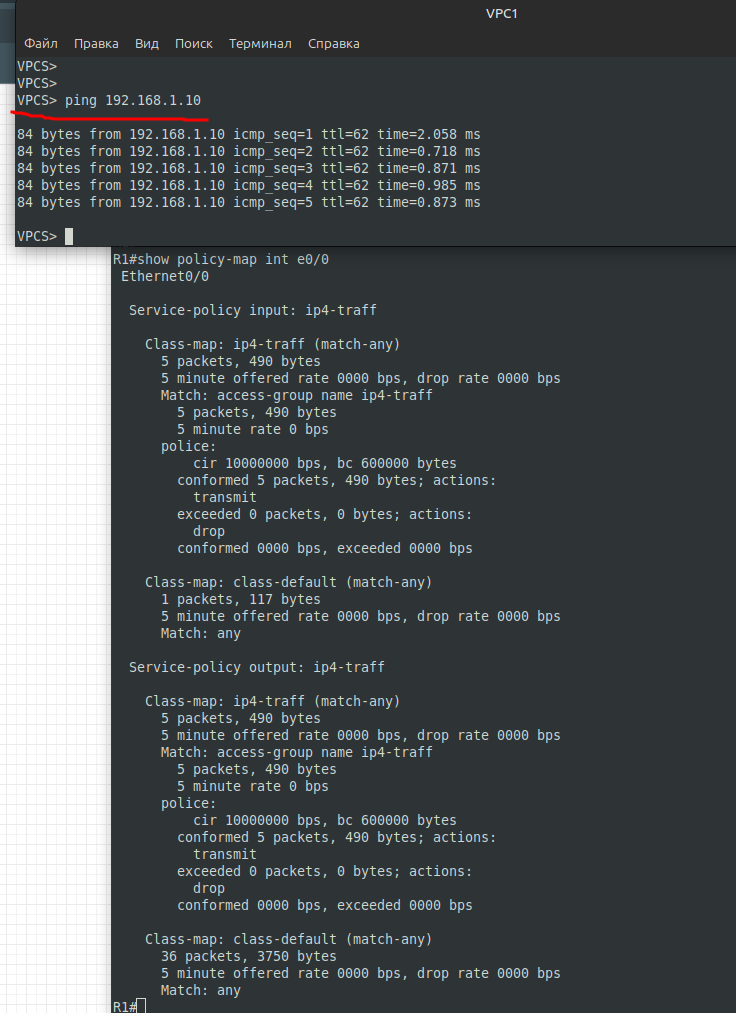 VPC1
Файл Правка Вид Поиск Терминал Справка
VPCS>
VPCS>
VPCS> ping 192.168.1.10
84 bytes from 192.168.1.10 icmp_seq=1 ttl=62 time=2.058 ms
84 bytes from 192.168.1.10 icmp_seq=2 ttl=62 time=0.718 ms
84 bytes from 192.168.1.10 icmp_seq=3 ttl=62 time=0.871 ms
84 bytes from 192.168.1.10 icmp_seq=4 ttl=62 time=0.985 ms
84 bytes from 192.168.1.10 icmp_seq=5 ttl=62 time=0.873 ms
VPCS>
R1#show policy-map int e0/0
Ethernet0/0
Service-policy input: ip4-traff
Class-map: ip4-traff (match-any)
5 packets, 490 bytes
5 minute offered rate 0000 bps, drop rate 0000 bps
Match: access-group name ip4-traff
5 packets, 490 bytes
5 minute rate 0 bps
police:
cir 10000000 bps, bc 600000 bytes
conformed 5 packets, 490 bytes; actions:
transmit
exceeded 0 packets, 0 bytes; actions:
drop
conformed 0000 bps, exceeded 0000 bps
Class-map: class-default (match-any)
1 packets, 117 bytes
5 minute offered rate 0000 bps, drop rate 0000 bps
Match: any
Service-policy output: ip4-traff
Class-map: ip4-traff (match-any)
5 packets, 490 bytes
5 minute offered rate 0000 bps, drop rate 0000 bps
Match: access-group name ip4-traff
5 packets, 490 bytes
5 minute rate 0 bps
police:
cir 10000000 bps, bc 600000 bytes
conformed 5 packets, 490 bytes; actions:
transmit
exceeded 0 packets, 0 bytes; actions:
drop
conformed 0000 bps, exceeded 0000 bps
Class-map: class-default (match-any)
36 packets, 3750 bytes
5 minute offered rate 0000 bps, drop rate 0000 bps
Match: any
R1#